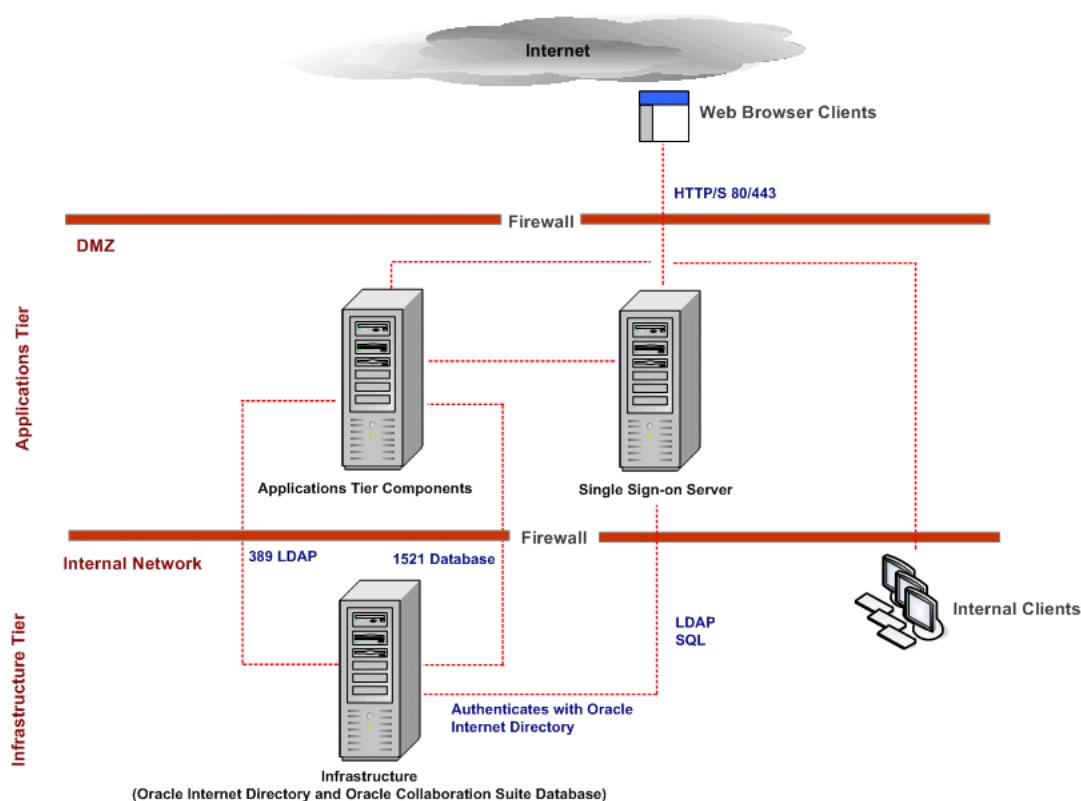 Internet
Web Browser Clients
HTTP/S 80/443
Firewall
DMZ
Applications Tier
Applications Tier Components
Single Sign-on Server
Firewall
Internal Network
389 LDAP
1521 Database
Internal Clients
LDAP
SQL
Infrastructure Tier
Authenticates with Oracle
Internet Directory
Infrastructure
(Oracle Internet Directory and Oracle Collaboration Suite Database)